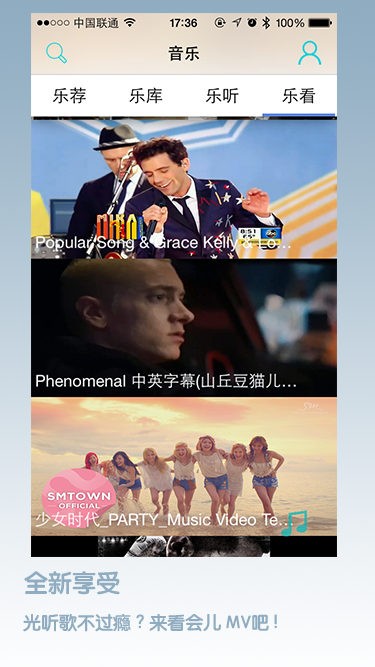 中国联通 17:36 100%
音乐
乐荐 乐库 乐听 乐看
MIKA
8:51
abc
Popular Song & Grace Kelly & Lo...
Phenomenal 中英字幕(山丘豆猫儿...
SMTOWN
OFFICIAL
少女时代_PARTY_Music Video Te...
全新享受
光听歌不过瘾？来看会儿 MV吧！